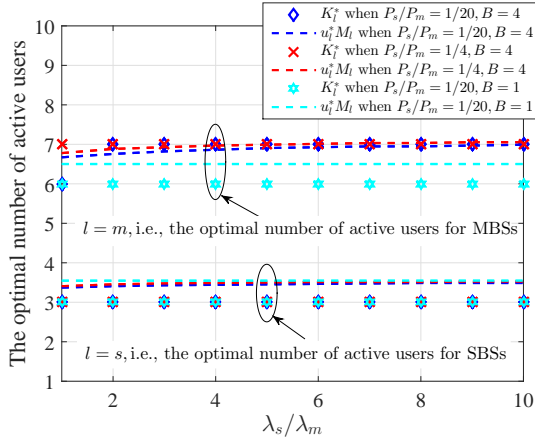 K_l^* when P_s/P_m = 1/20, B = 4
u_l^* M_l when P_s/P_m = 1/20, B = 4
K_l^* when P_s/P_m = 1/4, B = 4
u_l^* M_l when P_s/P_m = 1/4, B = 4
K_l^* when P_s/P_m = 1/20, B = 1
u_l^* M_l when P_s/P_m = 1/20, B = 1
The optimal number of active users
10
9
8
7
6
5
4
3
2
1
l = m, i.e., the optimal number of active users for MBSs
l = s, i.e., the optimal number of active users for SBSs
2 4 6 8 10
λ_s/λ_m